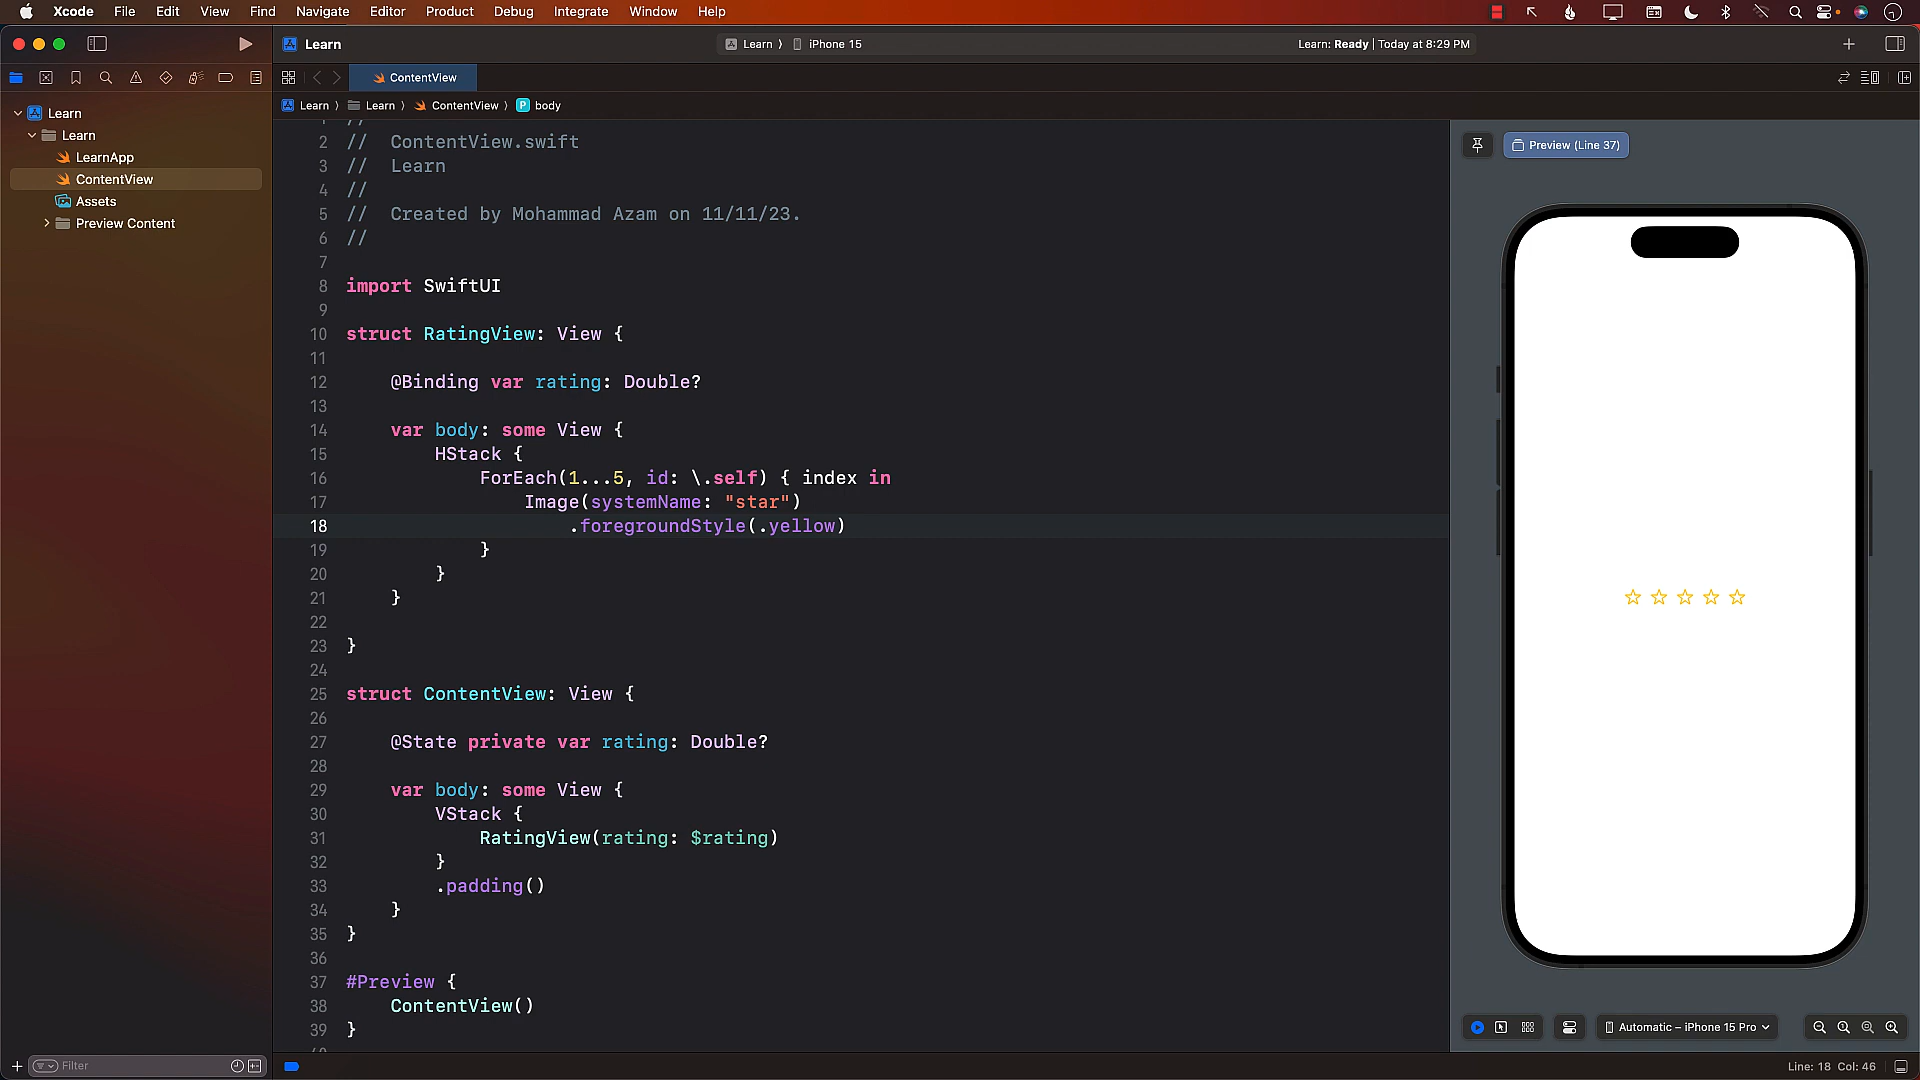 Xcode File Edit View Find Navigate Editor Product Debug Integrate Window Help
Learn
Learn 〉 iPhone 15
Learn: Ready | Today at 8:29 PM
ContentView
Learn 〉 Learn 〉 ContentView 〉 P body
Learn
Learn
LearnApp
ContentView
Assets
Preview Content
1 //
2 //  ContentView.swift
3 //  Learn
4 //
5 //  Created by Mohammad Azam on 11/11/23.
6 //
7
8 import SwiftUI
9
10 struct RatingView: View {
11
12     @Binding var rating: Double?
13
14     var body: some View {
15         HStack {
16             ForEach(1...5, id: \.self) { index in
17                 Image(systemName: "star")
18                     .foregroundStyle(.yellow)
19             }
20         }
21     }
22
23 }
24
25 struct ContentView: View {
26
27     @State private var rating: Double?
28
29     var body: some View {
30         VStack {
31             RatingView(rating: $rating)
32         }
33         .padding()
34     }
35 }
36
37 #Preview {
38     ContentView()
39 }
40
Preview (Line 37)
Automatic – iPhone 15 Pro
Filter
Line: 18 Col: 46